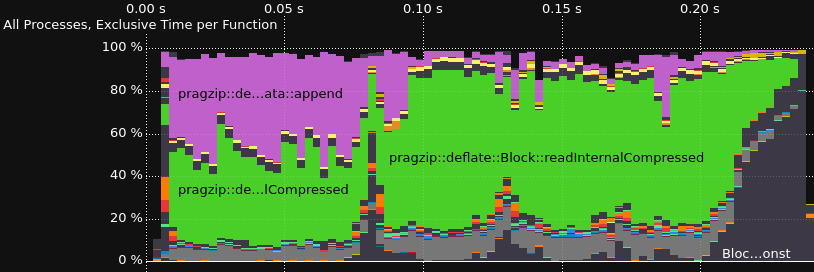 0.00 s 0.05 s 0.10 s 0.15 s 0.20 s
All Processes, Exclusive Time per Function
100 %
80 %
pragzip::de...ata::append
60 %
pragzip::deflate::Block::readInternalCompressed
40 %
pragzip::de...lCompressed
20 %
Bloc...onst
0 %